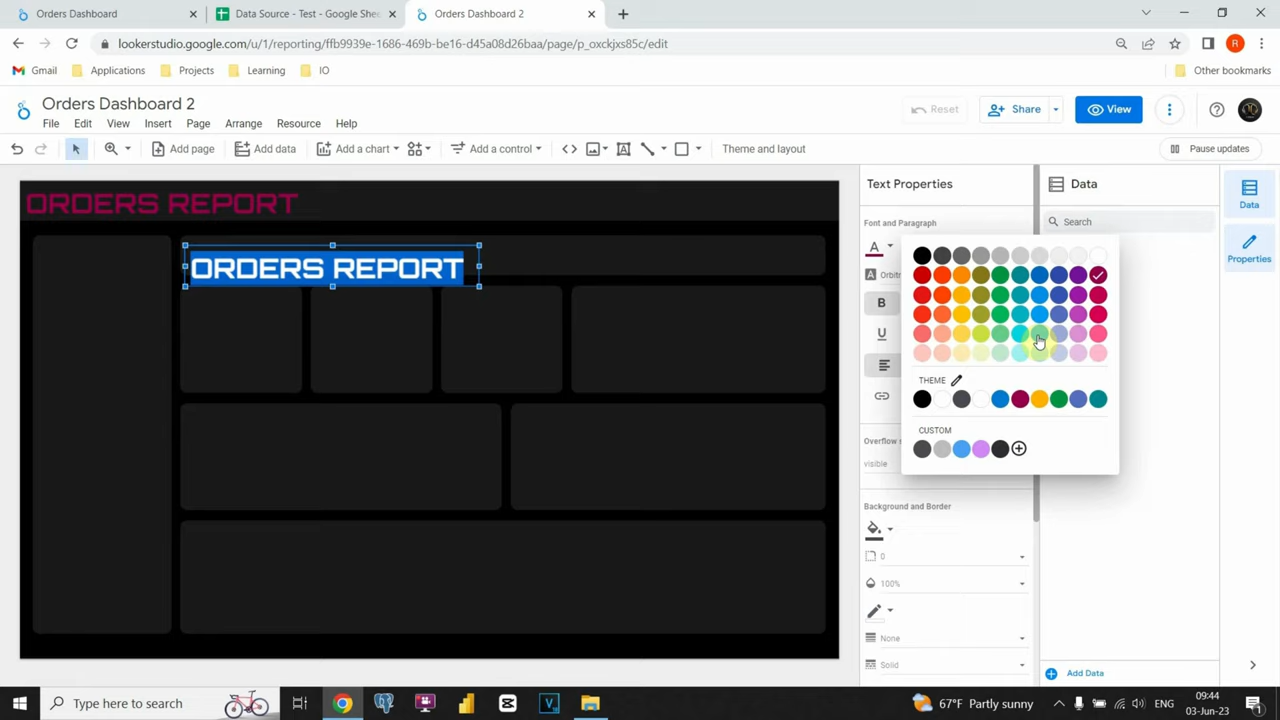 Orders Dashboard
Data Source - Test - Google She
Orders Dashboard 2
lookerstudio.google.com/u/1/reporting/ffb9939e-1686-469b-be16-d45a08d26baa/page/p_oxckjxs85c/edit
R
Gmail
Applications
Projects
Learning
IO
Other bookmarks
Orders Dashboard 2
File
Edit
View
Insert
Page
Arrange
Resource
Help
Reset
Share
View
Add page
Add data
Add a chart
Add a control
Theme and layout
Pause updates
ORDERS REPORT
ORDERS REPORT
Text Properties
Font and Paragraph
A
A Orbitr
B
U
Overflow
visible
Background and Border
0
100%
None
Solid
THEME
CUSTOM
Data
Search
Add Data
Data
Properties
Type here to search
67°F Partly sunny
ENG
09:44
03-Jun-23
1